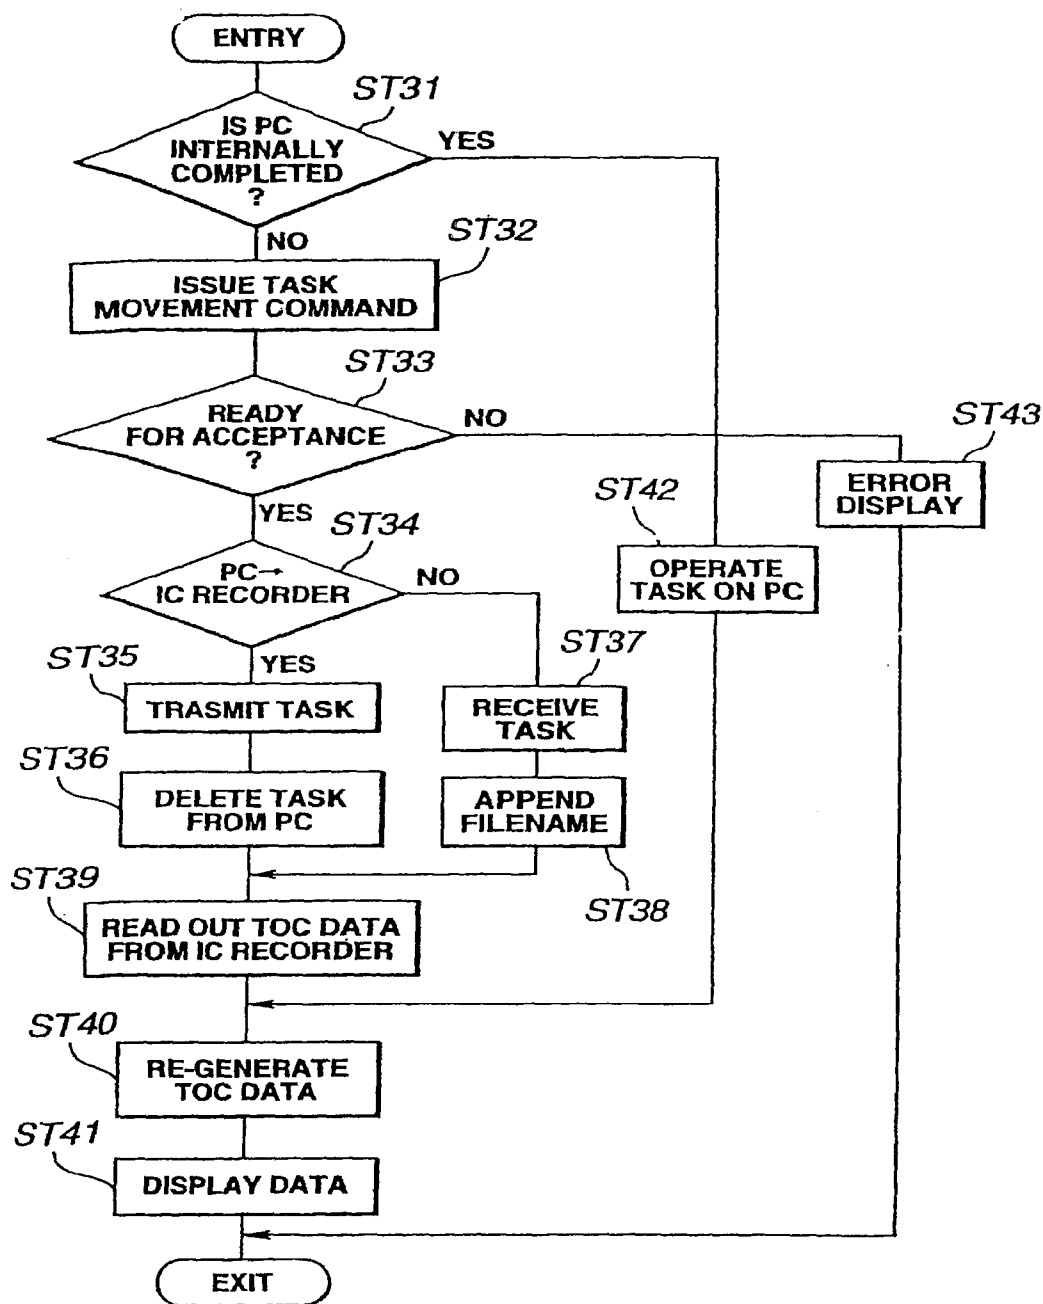 ENTRY
ST31
IS PC
INTERNALLY
COMPLETED
?
YES
NO
ST32
ISSUE TASK
MOVEMENT COMMAND
ST33
READY
FOR ACCEPTANCE
?
NO
ST43
ERROR
DISPLAY
YES
ST42
OPERATE
TASK ON PC
ST34
PC→
IC RECORDER
NO
YES
ST35
TRASMIT TASK
ST37
RECEIVE
TASK
ST36
DELETE TASK
FROM PC
APPEND
FILENAME
ST38
ST39
READ OUT TOC DATA
FROM IC RECORDER
ST40
RE-GENERATE
TOC DATA
ST41
DISPLAY DATA
EXIT